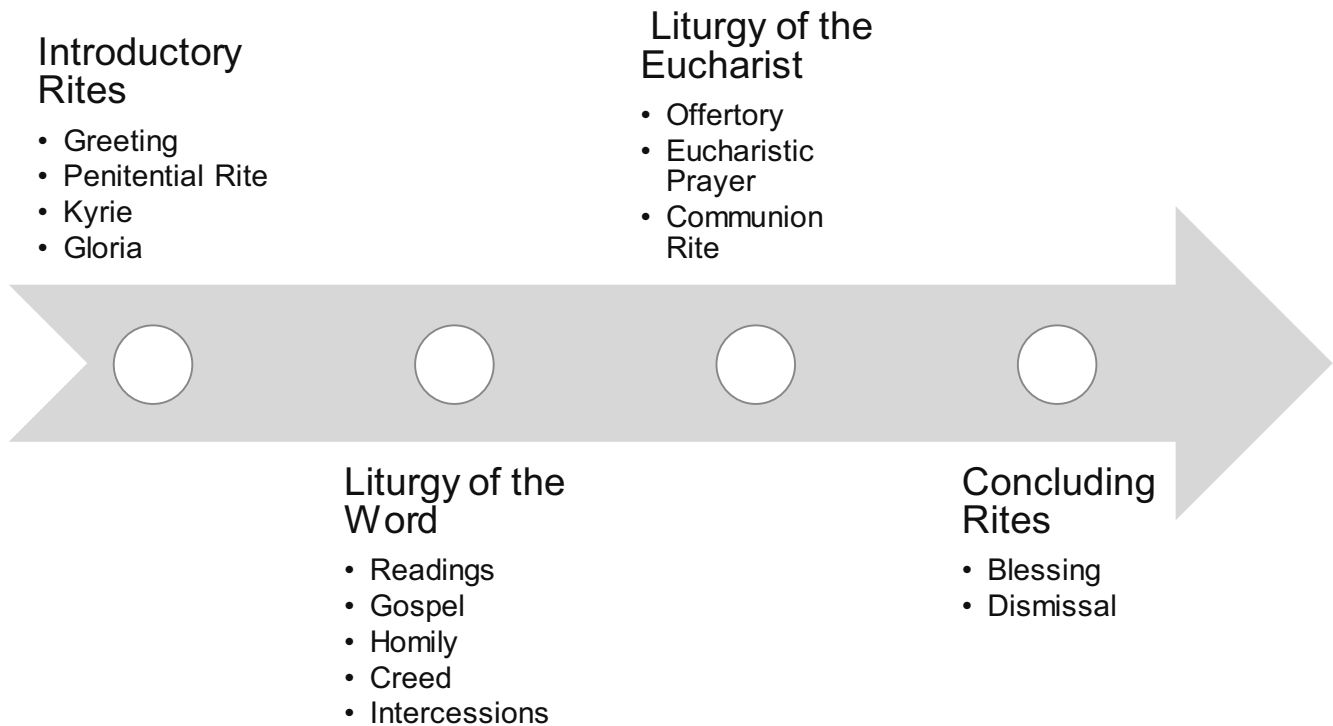 Introductory
Rites
• Greeting
• Penitential Rite
• Kyrie
• Gloria
Liturgy of the
Word
• Readings
• Gospel
• Homily
• Creed
• Intercessions
Liturgy of the
Eucharist
• Offertory
• Eucharistic
Prayer
• Communion
Rite
Concluding
Rites
• Blessing
• Dismissal